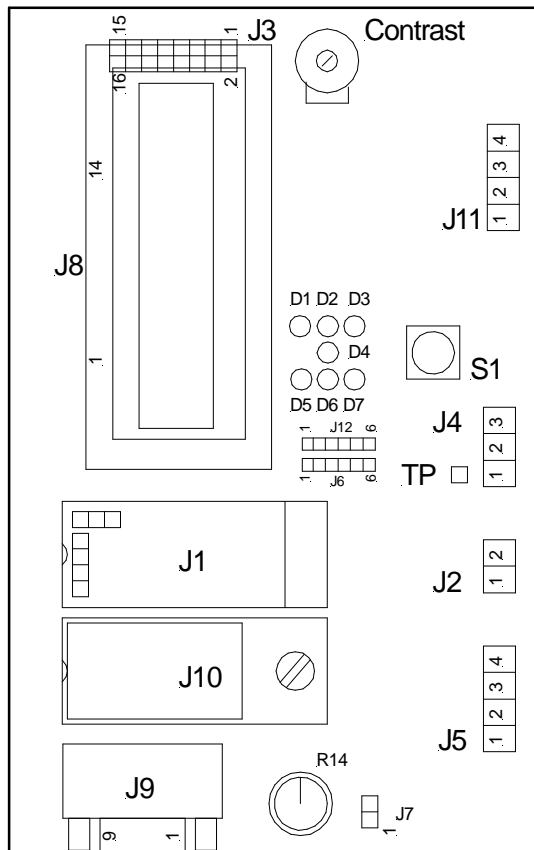 15 1 J3 Contrast
16 2
14
4
3
2
J11 1
J8
D1 D2 D3
1 D4
S1
D5 D6 D7
J4 3
1 J12 6
2
TP 1
1 J6 6
J1
2
J2 1
J10
4
3
2
J5 1
R14
J9
J7
9 1 1